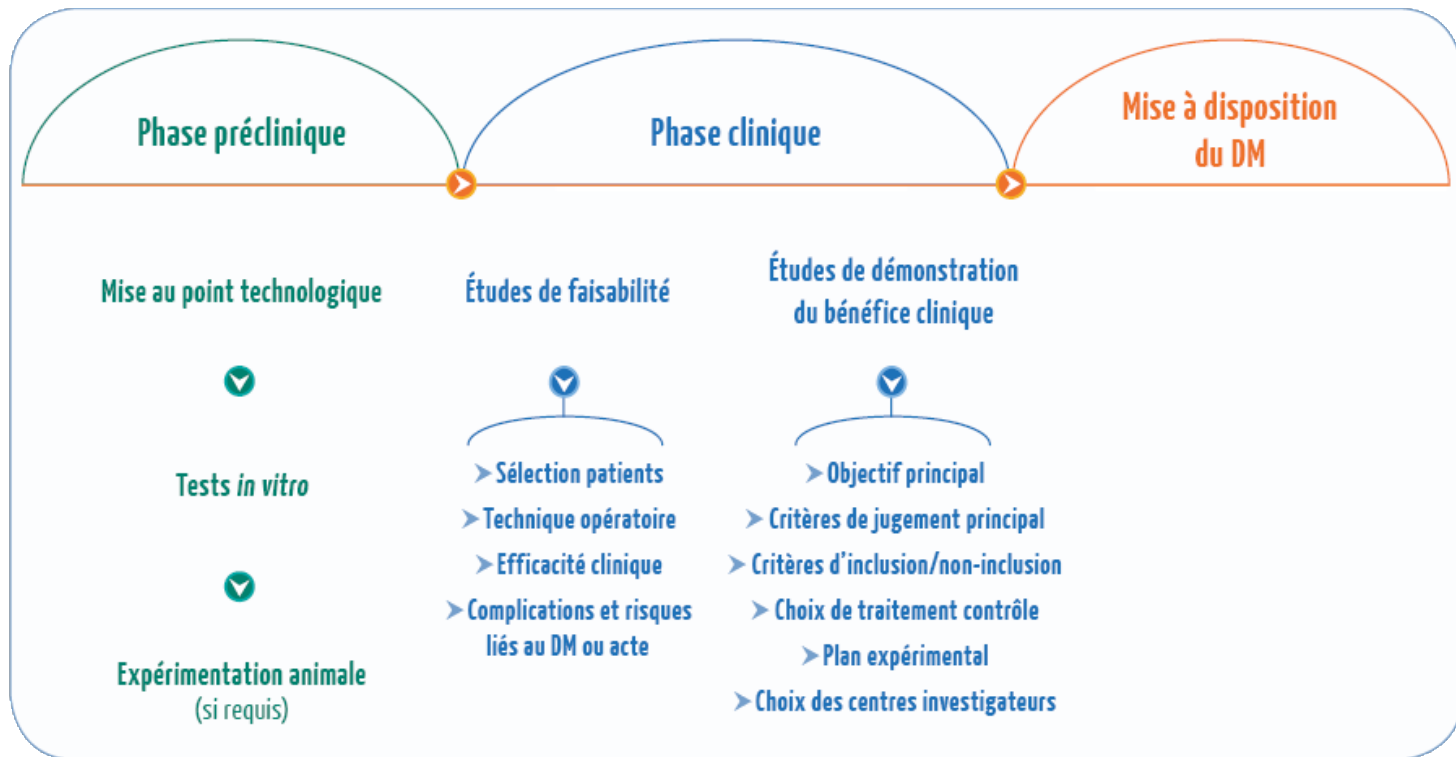 Phase préclinique
Phase clinique
Mise à disposition
du DM
Mise au point technologique
Tests in vitro
Expérimentation animale
(si requis)
Études de faisabilité
Sélection patients
Technique opératoire
Efficacité clinique
Complications et risques
liés au DM ou acte
Études de démonstration
du bénéfice clinique
Objectif principal
Critères de jugement principal
Critères d'inclusion/non-inclusion
Choix de traitement contrôle
Plan expérimental
Choix des centres investigateurs